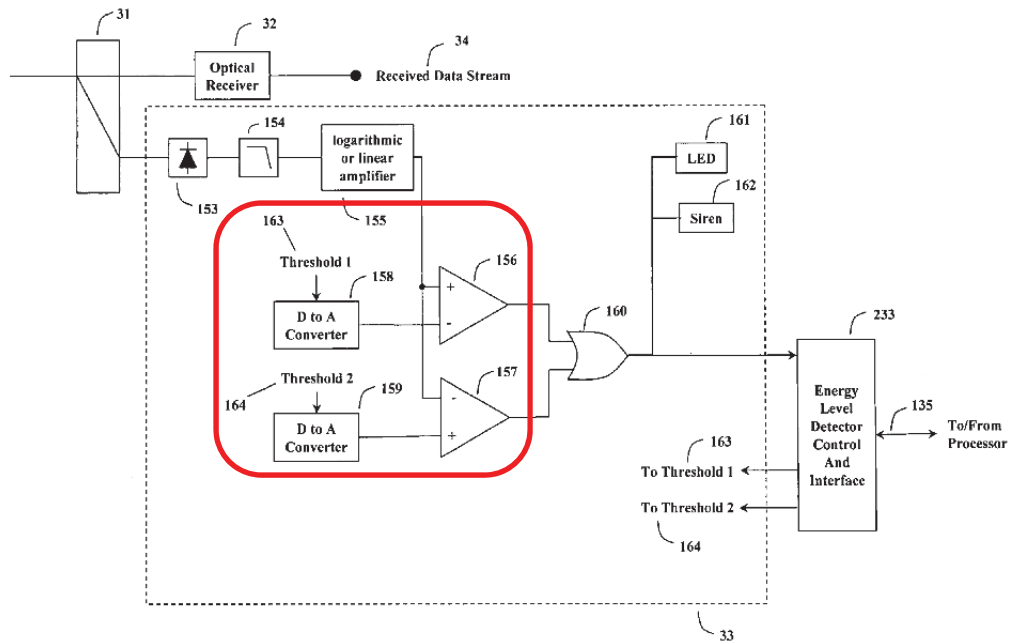 31
32
34
Optical
Receiver
Received Data Stream
154
logarithmic
or linear
amplifier
161
LED
162
Siren
153
155
163
Threshold 1
158
D to A
Converter
+
-
156
160
233
Threshold 2
164
159
D to A
Converter
-
+
157
Energy
Level
Detector
Control
And
Interface
135
To/From
Processor
163
To Threshold 1
To Threshold 2
164
33